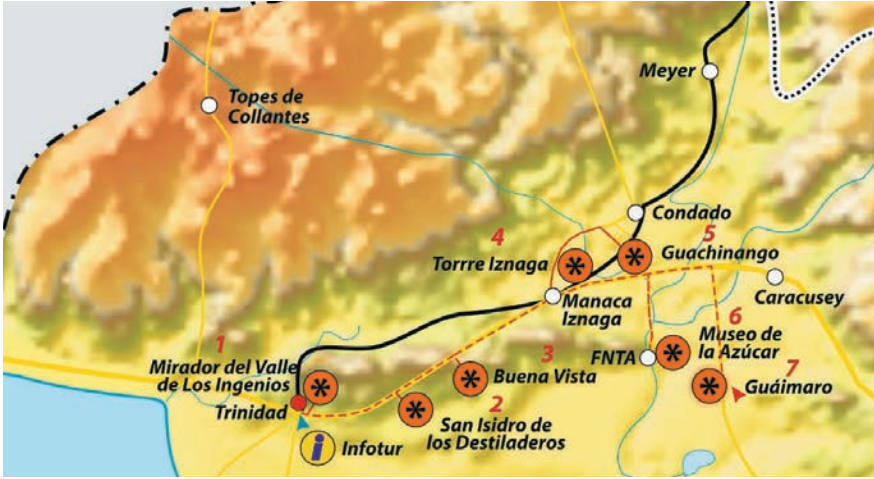 Meyer
Topes de
Collantes
Condado
4
Torrre Iznaga
5
Guachinango
Manaca
Iznaga
Caracusey
1
Mirador del Valle
de Los Ingenios
Trinidad
3
Buena Vista
FNTA
6
Museo de
la Azúcar
7
Guáimaro
2
San Isidro de
los Destiladeros
i
Infotur